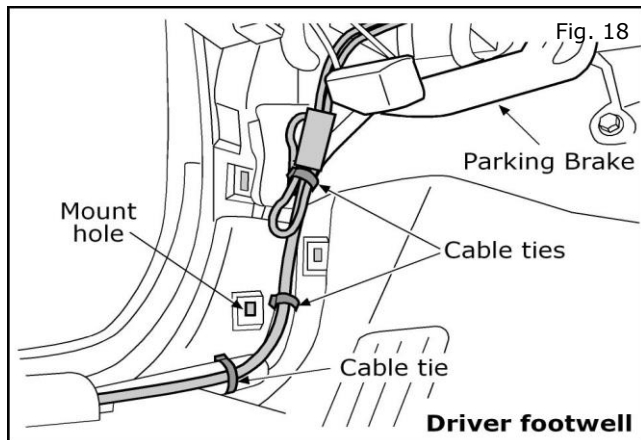 Fig. 18
Parking Brake
Mount
hole
Cable ties
Cable tie
Driver footwell